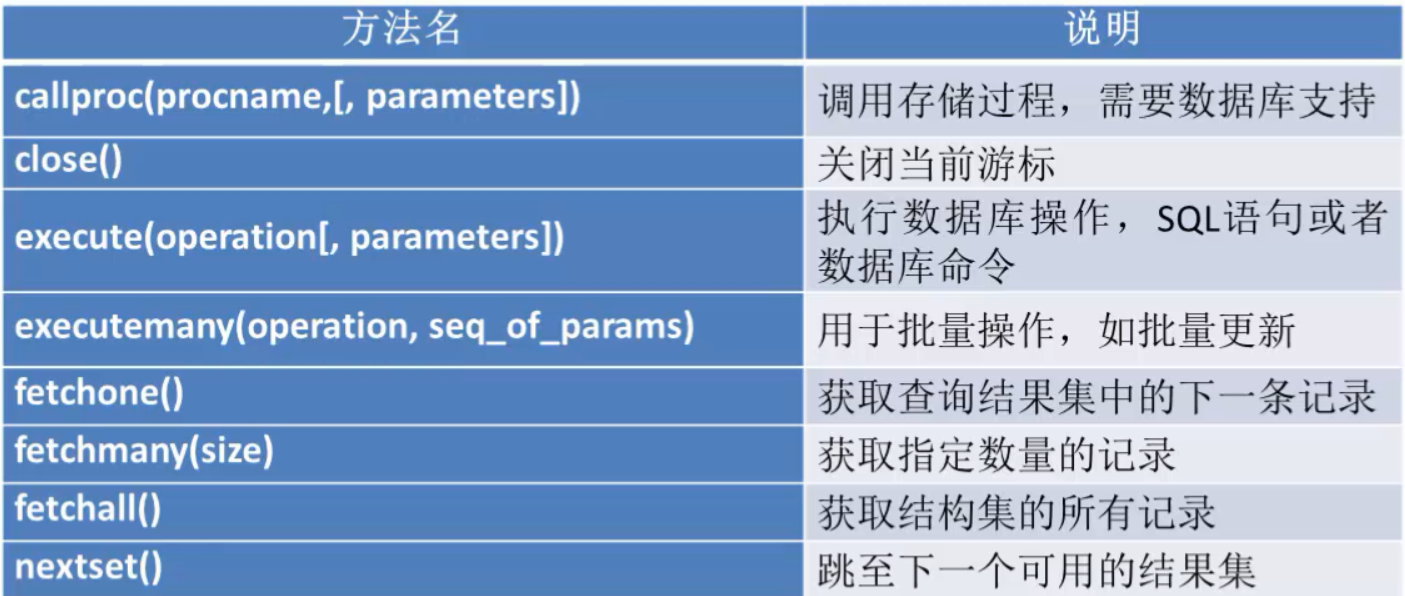 方法名 说明
callproc(procname,[, parameters]) 调用存储过程，需要数据库支持
close() 关闭当前游标
execute(operation[, parameters]) 执行数据库操作，SQL语句或者
数据库命令
executemany(operation, seq_of_params) 用于批量操作，如批量更新
fetchone() 获取查询结果集中的下一条记录
fetchmany(size) 获取指定数量的记录
fetchall() 获取结构集的所有记录
nextset() 跳至下一个可用的结果集